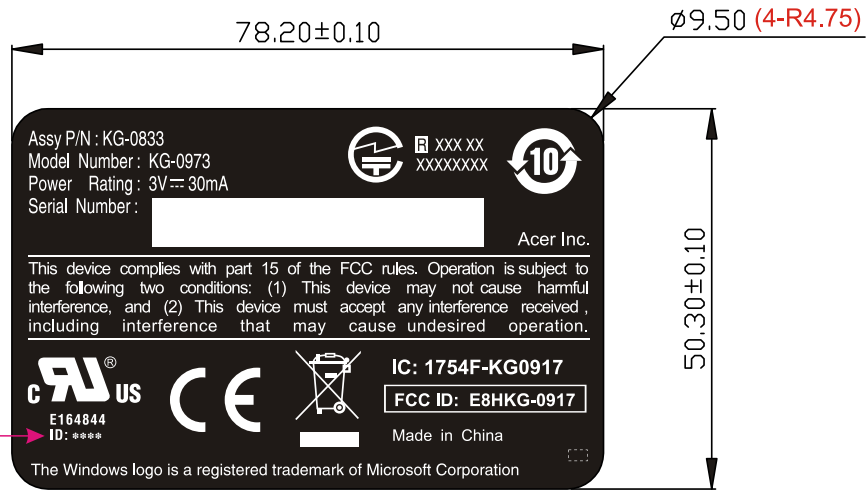 78.20±0.10
⌀9.50 (4-R4.75)
Assy P/N : KG-0833
Model Number : KG-0973
Power Rating : 3V⎓30mA
Serial Number :
R XXX XX
XXXXXXXX
10
Acer Inc.
50.30±0.10
This device complies with part 15 of the FCC rules. Operation is subject to
the following two conditions: (1) This device may not cause harmful
interference, and (2) This device must accept any interference received ,
including interference that may cause undesired operation.
c RU ® US
E164844
ID: ****
CE
IC: 1754F-KG0917
FCC ID: E8HKG-0917
Made in China
The Windows logo is a registered trademark of Microsoft Corporation